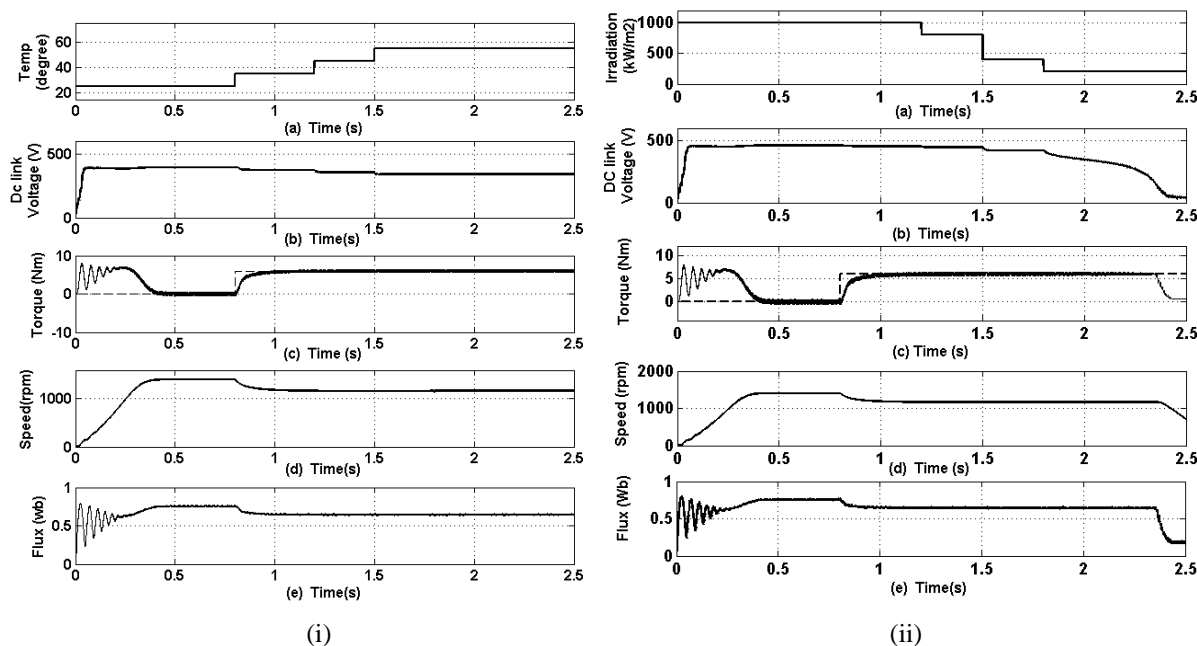 Temp
(degree)
60
40
20
0 0.5 1 1.5 2 2.5
(a) Time (s)
Dc link
Voltage (V)
500
0
0 0.5 1 1.5 2 2.5
(b) Time(s)
Torque (Nm)
10
0
-10
0 0.5 1 1.5 2 2.5
(c) Time (s)
Speed(rpm)
1000
0
0 0.5 1 1.5 2 2.5
(d) Time(s)
Flux (wb)
1
0.5
0
0 0.5 1 1.5 2 2.5
(e) Time(s)
(i)
Irradiation
(kW/m2)
1000
500
0
0 0.5 1 1.5 2 2.5
(a) Time (s)
DC link
Voltage (V)
500
0
0 0.5 1 1.5 2 2.5
(b) Time(s)
Torque (Nm)
10
5
0
0 0.5 1 1.5 2 2.5
(c) Time (s)
Speed (rpm)
2000
1000
0
0 0.5 1 1.5 2 2.5
(d) Time(s)
Flux (Wb)
1
0.5
0
0 0.5 1 1.5 2 2.5
(e) Time(s)
(ii)